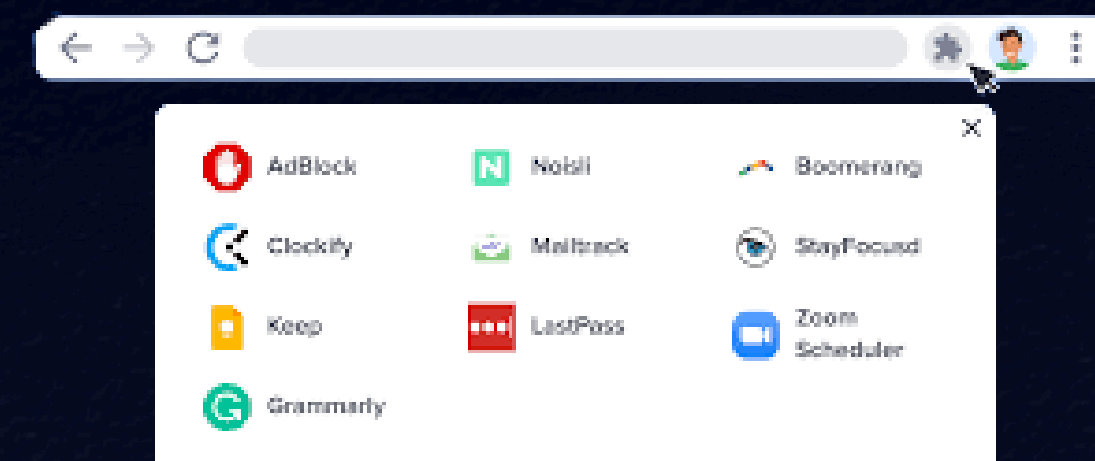 AdBlock
Noisli
Boomerang
Clockify
Mailtrack
StayFocusd
Keep
LastPass
Zoom
Scheduler
Grammarly